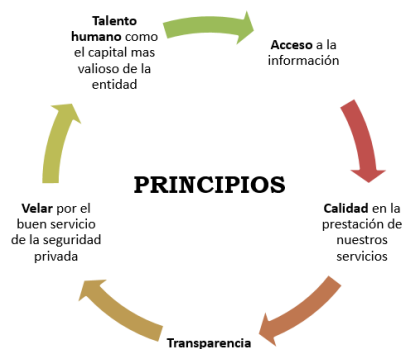 PRINCIPIOS
Talento
humano como
el capital mas
valioso de la
entidad
Acceso a la
información
Calidad en la
prestación de
nuestros
servicios
Transparencia
Velar por el
buen servicio
de la seguridad
privada